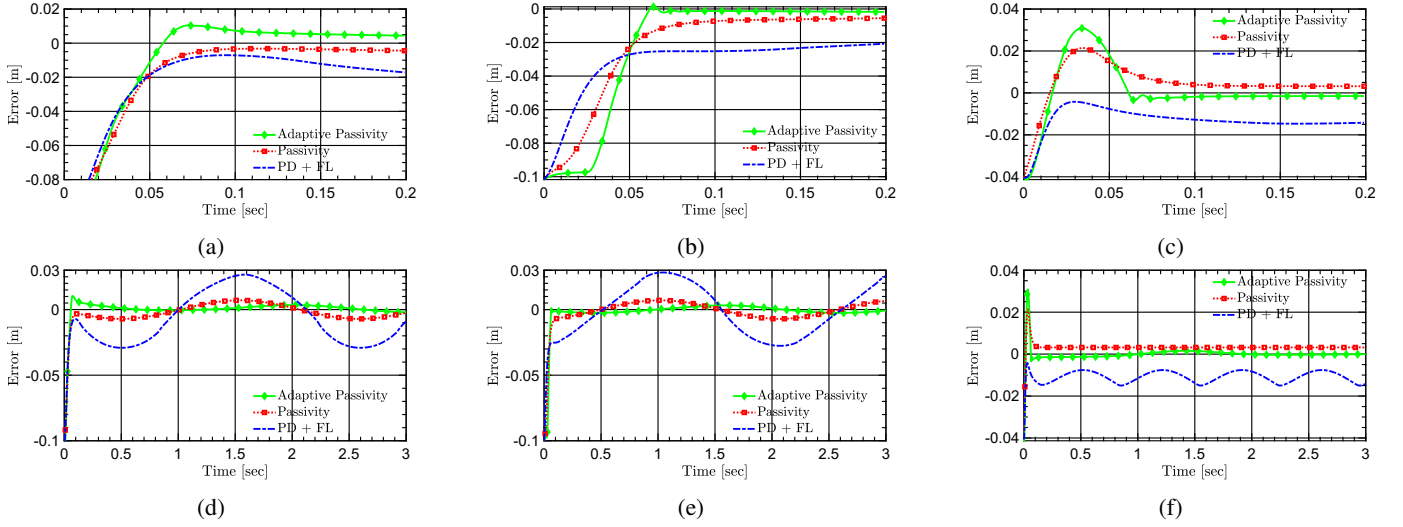 0.02
0
-0.02
-0.04
-0.06
-0.08
Error [m]
Adaptive Passivity
Passivity
PD + FL
0 0.05 0.1 0.15 0.2
Time [sec]
(a)
0
-0.02
-0.04
-0.06
-0.08
-0.1
Error [m]
Adaptive Passivity
Passivity
PD + FL
0 0.05 0.1 0.15 0.2
Time [sec]
(b)
0.04
0.02
0
-0.02
-0.04
Error [m]
Adaptive Passivity
Passivity
PD + FL
0 0.05 0.1 0.15 0.2
Time [sec]
(c)
0.03
0
-0.05
-0.1
Error [m]
Adaptive Passivity
Passivity
PD + FL
0 0.5 1 1.5 2 2.5 3
Time [sec]
(d)
0.03
0
-0.05
-0.1
Error [m]
Adaptive Passivity
Passivity
PD + FL
0 0.5 1 1.5 2 2.5 3
Time [sec]
(e)
0.04
0.02
0
-0.02
-0.04
Error [m]
Adaptive Passivity
Passivity
PD + FL
0 0.5 1 1.5 2 2.5 3
Time [sec]
(f)